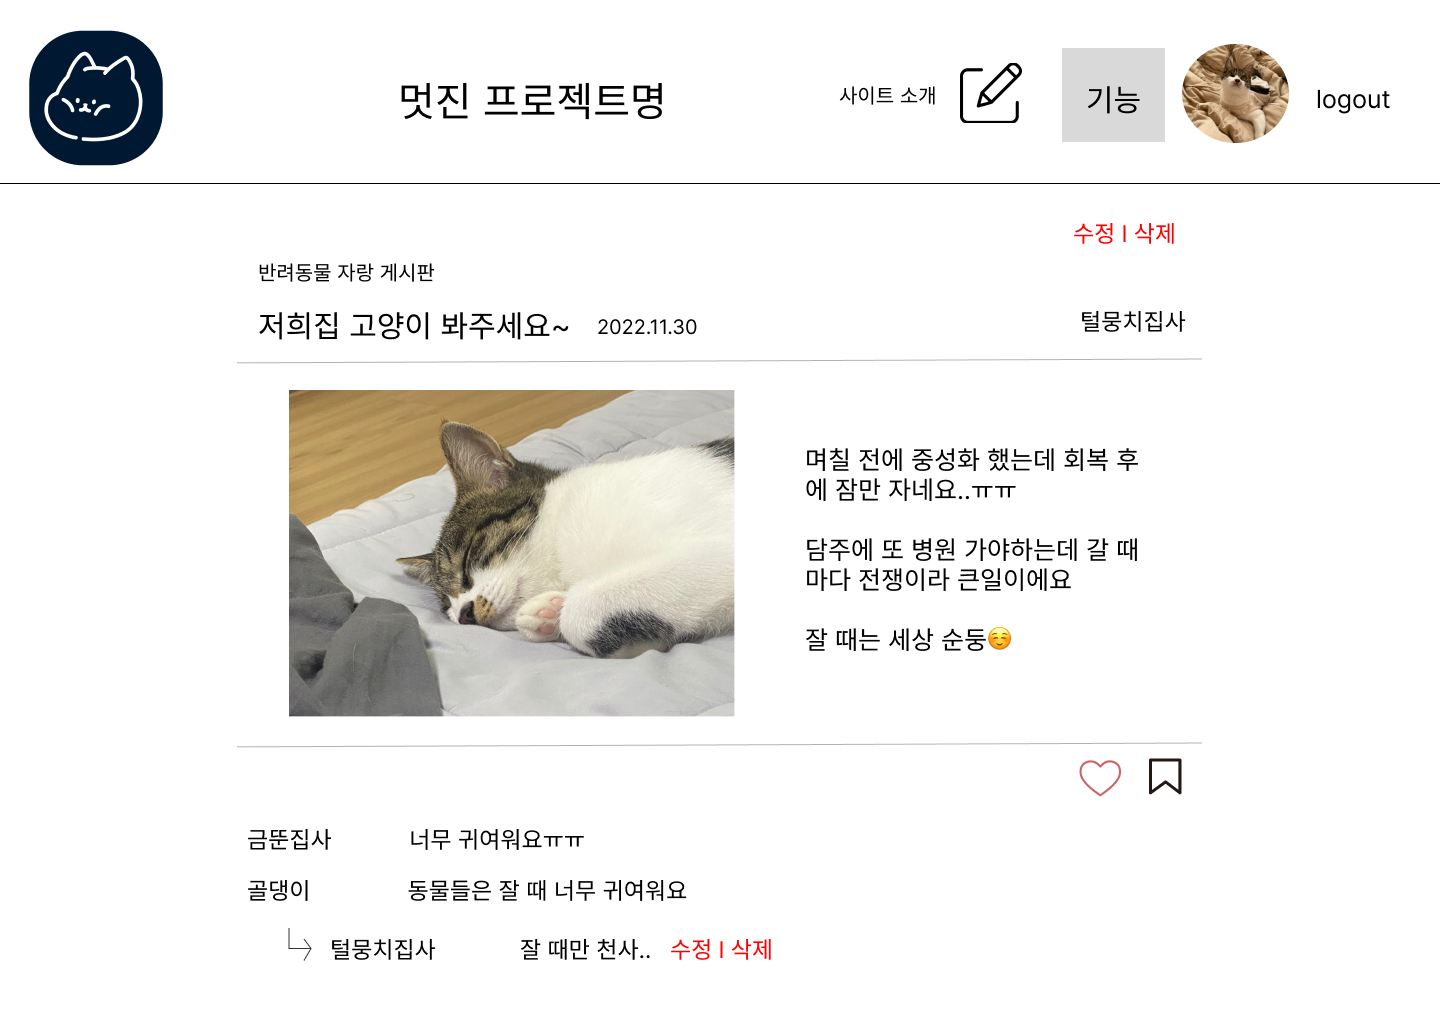 멋진 프로젝트명
사이트 소개
기능
logout
수정 | 삭제
반려동물 자랑 게시판
저희집 고양이 봐주세요~
2022.11.30
털뭉치집사
며칠 전에 중성화 했는데 회복 후
에 잠만 자네요..ㅠㅠ
담주에 또 병원 가야하는데 갈 때
마다 전쟁이라 큰일이에요
잘 때는 세상 순둥☺️
금뚠집사
너무 귀여워요ㅠㅠ
골댕이
동물들은 잘 때 너무 귀여워요
털뭉치집사
잘 때만 천사..
수정 | 삭제